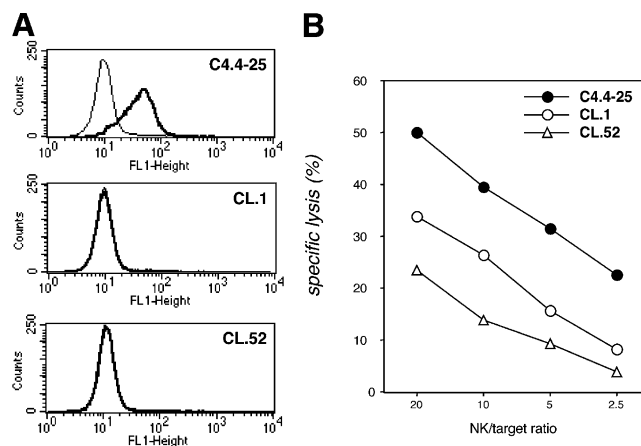 A
B
250
Counts
0
C4.4-25
10^0 10^1 10^2 10^3 10^4
FL1-Height
250
Counts
0
CL.1
10^0 10^1 10^2 10^3 10^4
FL1-Height
250
Counts
0
CL.52
10^0 10^1 10^2 10^3 10^4
FL1-Height
specific lysis (%)
60
50
40
30
20
10
0
C4.4-25
CL.1
CL.52
20 10 5 2.5
NK/target ratio